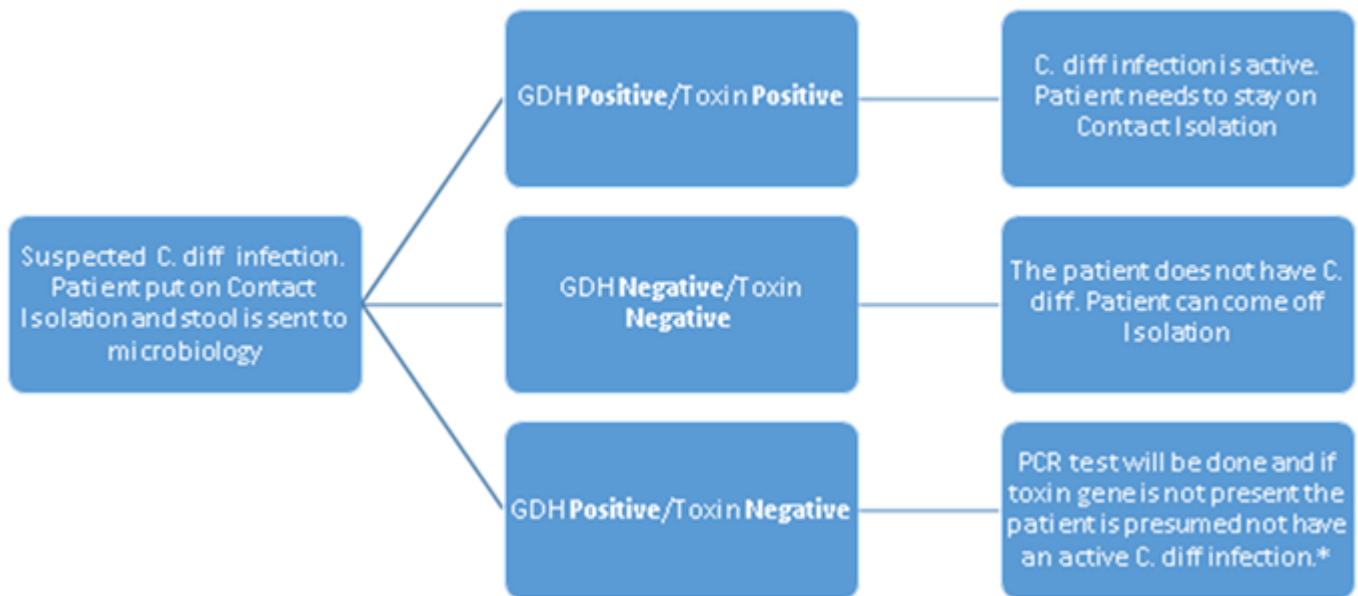 Suspected C. diff infection.
Patient put on Contact
Isolation and stool is sent to
microbiology
GDH Positive/Toxin Positive
C. diff infection is active.
Patient needs to stay on
Contact Isolation
GDH Negative/Toxin
Negative
The patient does not have C.
diff. Patient can come off
Isolation
GDH Positive/Toxin Negative
PCR test will be done and if
toxin gene is not present the
patient is presumed not have
an active C. diff infection.*